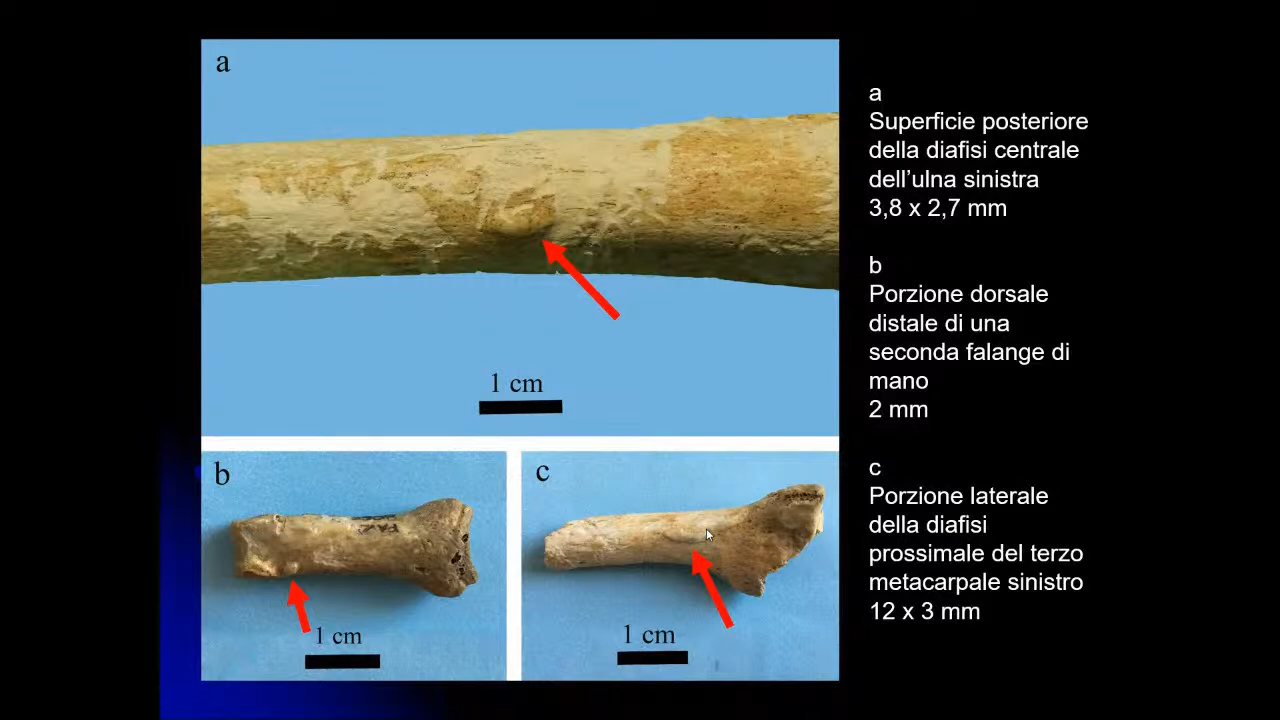 a
1 cm
b
1 cm
c
1 cm
a
Superficie posteriore
della diafisi centrale
dell’ulna sinistra
3,8 x 2,7 mm
b
Porzione dorsale
distale di una
seconda falange di
mano
2 mm
c
Porzione laterale
della diafisi
prossimale del terzo
metacarpale sinistro
12 x 3 mm